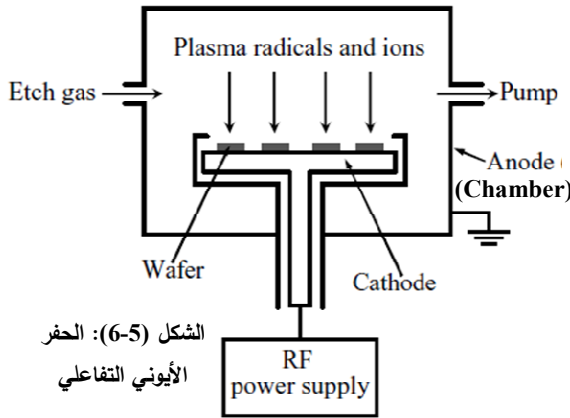 Plasma radicals and ions
Etch gas
Pump
Anode
(Chamber)
Wafer
Cathode
الشكل (5-6): الحفر
الأيوني التفاعلي
RF
power supply